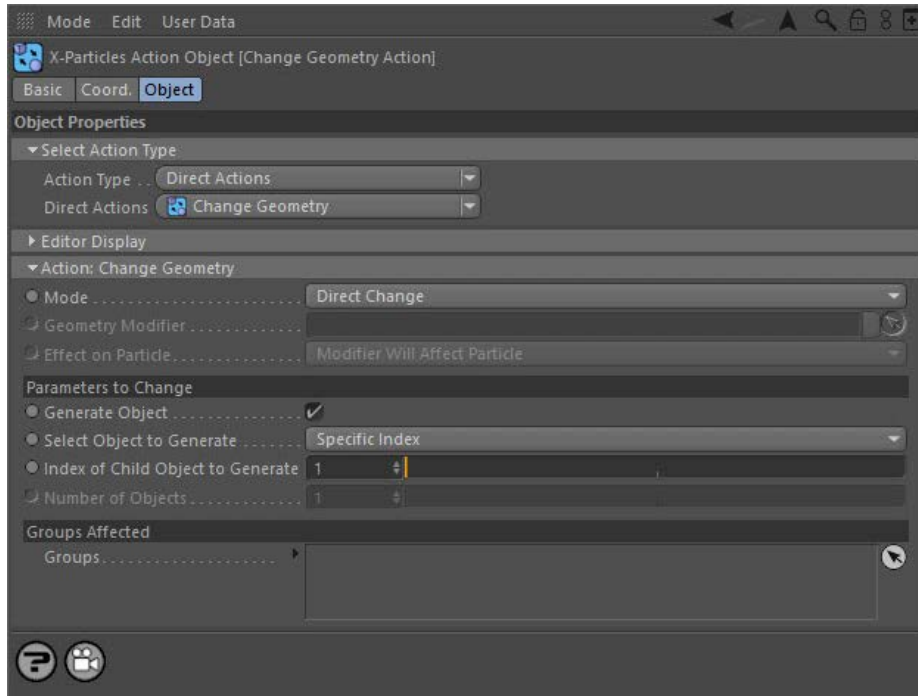 Mode Edit User Data
X-Particles Action Object [Change Geometry Action]
Basic Coord. Object
Object Properties
Select Action Type
Action Type . . Direct Actions
Direct Actions Change Geometry
Editor Display
Action: Change Geometry
Mode . . . . . . . . . . . . . . . . . . . . . . . Direct Change
Geometry Modifier . . . . . . . . . . . . .
Effect on Particle. . . . . . . . . . . . . . . Modifier Will Affect Particle
Parameters to Change
Generate Object . . . . . . . . . . . . . . .
Select Object to Generate . . . . . . . Specific Index
Index of Child Object to Generate 1
Number of Objects. . . . . . . . . . . . . 1
Groups Affected
Groups. . . . . . . . . . . . . . . . . . . .